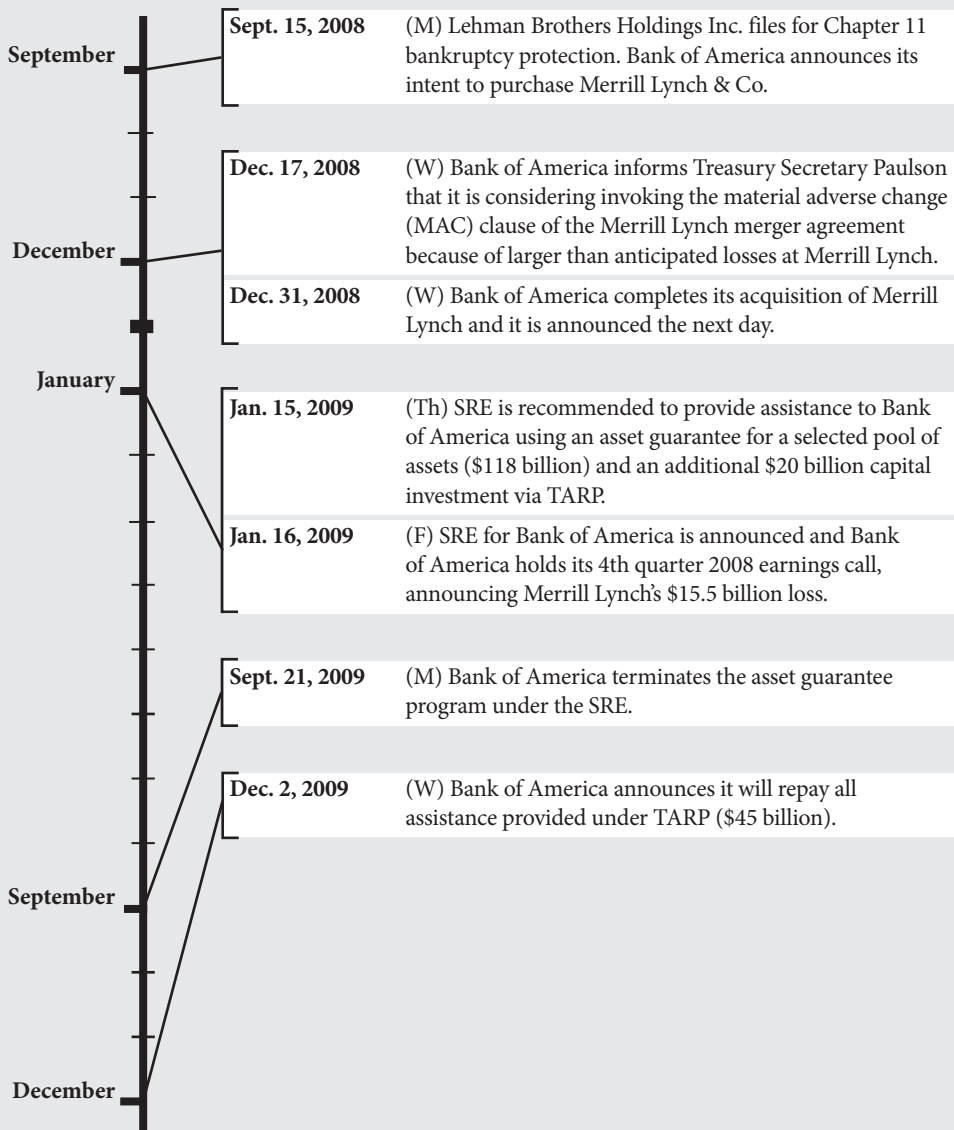 September
Sept. 15, 2008 (M) Lehman Brothers Holdings Inc. files for Chapter 11
bankruptcy protection. Bank of America announces its
intent to purchase Merrill Lynch & Co.
Dec. 17, 2008 (W) Bank of America informs Treasury Secretary Paulson
that it is considering invoking the material adverse change
(MAC) clause of the Merrill Lynch merger agreement
because of larger than anticipated losses at Merrill Lynch.
December
Dec. 31, 2008 (W) Bank of America completes its acquisition of Merrill
Lynch and it is announced the next day.
January
Jan. 15, 2009 (Th) SRE is recommended to provide assistance to Bank
of America using an asset guarantee for a selected pool of
assets ($118 billion) and an additional $20 billion capital
investment via TARP.
Jan. 16, 2009 (F) SRE for Bank of America is announced and Bank
of America holds its 4th quarter 2008 earnings call,
announcing Merrill Lynch’s $15.5 billion loss.
Sept. 21, 2009 (M) Bank of America terminates the asset guarantee
program under the SRE.
Dec. 2, 2009 (W) Bank of America announces it will repay all
assistance provided under TARP ($45 billion).
September
December